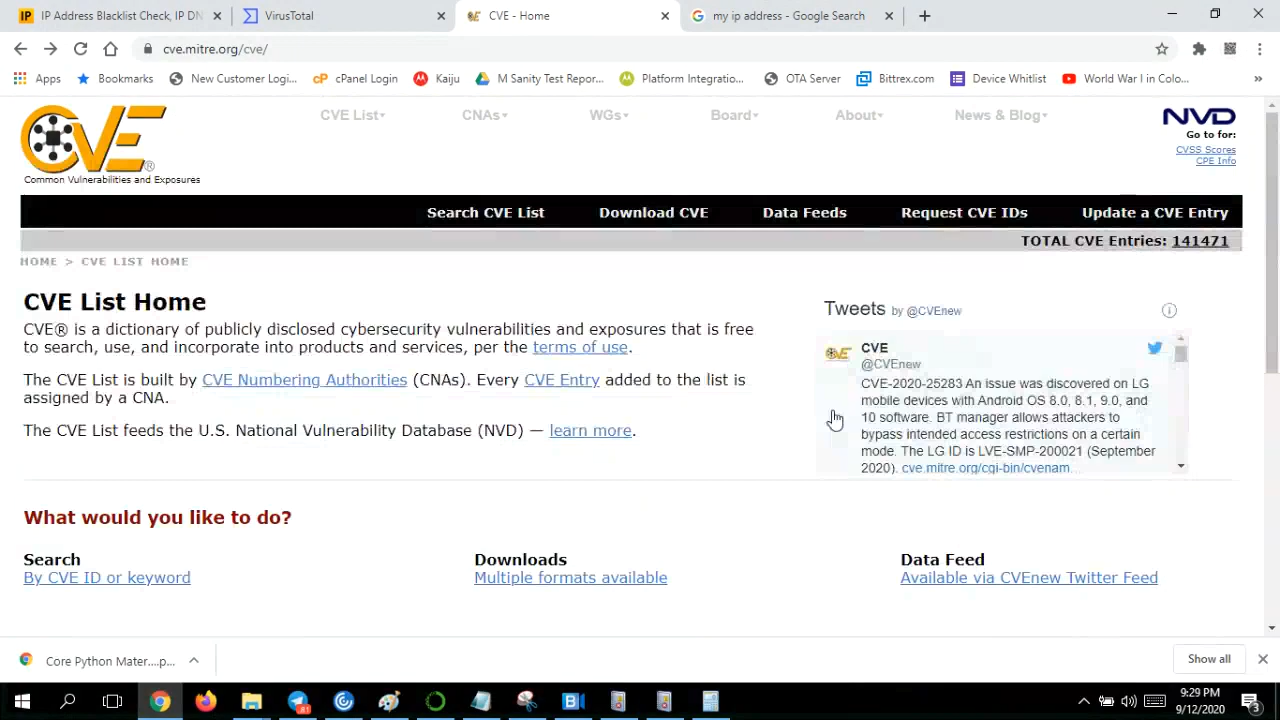 IP Address Blacklist Check, IP DN
VirusTotal
CVE - Home
my ip address - Google Search
cve.mitre.org/cve/
Apps
Bookmarks
New Customer Logi...
cPanel Login
Kaiju
M Sanity Test Repor...
Platform Integratio...
OTA Server
Bittrex.com
Device Whitlist
World War I in Colo...
CVE®
Common Vulnerabilities and Exposures
CVE List
CNAs
WGs
Board
About
News & Blog
NVD
Go to for:
CVSS Scores
CPE Info
Search CVE List
Download CVE
Data Feeds
Request CVE IDs
Update a CVE Entry
TOTAL CVE Entries: 141471
HOME > CVE LIST HOME
CVE List Home
CVE® is a dictionary of publicly disclosed cybersecurity vulnerabilities and exposures that is free
to search, use, and incorporate into products and services, per the terms of use.
The CVE List is built by CVE Numbering Authorities (CNAs). Every CVE Entry added to the list is
assigned by a CNA.
The CVE List feeds the U.S. National Vulnerability Database (NVD) — learn more.
Tweets by @CVEnew
CVE
@CVEnew
CVE-2020-25283 An issue was discovered on LG
mobile devices with Android OS 8.0, 8.1, 9.0, and
10 software. BT manager allows attackers to
bypass intended access restrictions on a certain
mode. The LG ID is LVE-SMP-200021 (September
2020). cve.mitre.org/cgi-bin/cvenam...
What would you like to do?
Search
By CVE ID or keyword
Downloads
Multiple formats available
Data Feed
Available via CVEnew Twitter Feed
Core Python Mater....p...
Show all
9:29 PM
9/12/2020
3